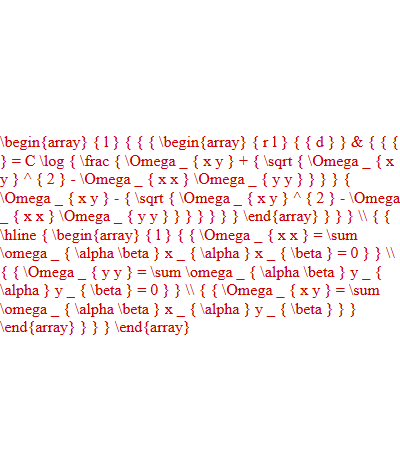 \begin{array} { l } { { { \begin{array} { r l } { { d } } & { { {
} = C \log { \frac { \Omega _ { x y } + { \sqrt { \Omega _ { x
y } ^ { 2 } - \Omega _ { x x } \Omega _ { y y } } } } {
\Omega _ { x y } - { \sqrt { \Omega _ { x y } ^ { 2 } - \Omega
_ { x x } \Omega _ { y y } } } } } } } \end{array} } } } \\ { {
\hline { \begin{array} { l } { { \Omega _ { x x } = \sum
\omega _ { \alpha \beta } x _ { \alpha } x _ { \beta } = 0 } } \\
{ { \Omega _ { y y } = \sum \omega _ { \alpha \beta } y _ {
\alpha } y _ { \beta } = 0 } } \\ { { \Omega _ { x y } = \sum
\omega _ { \alpha \beta } x _ { \alpha } y _ { \beta } } }
\end{array} } } } \end{array}